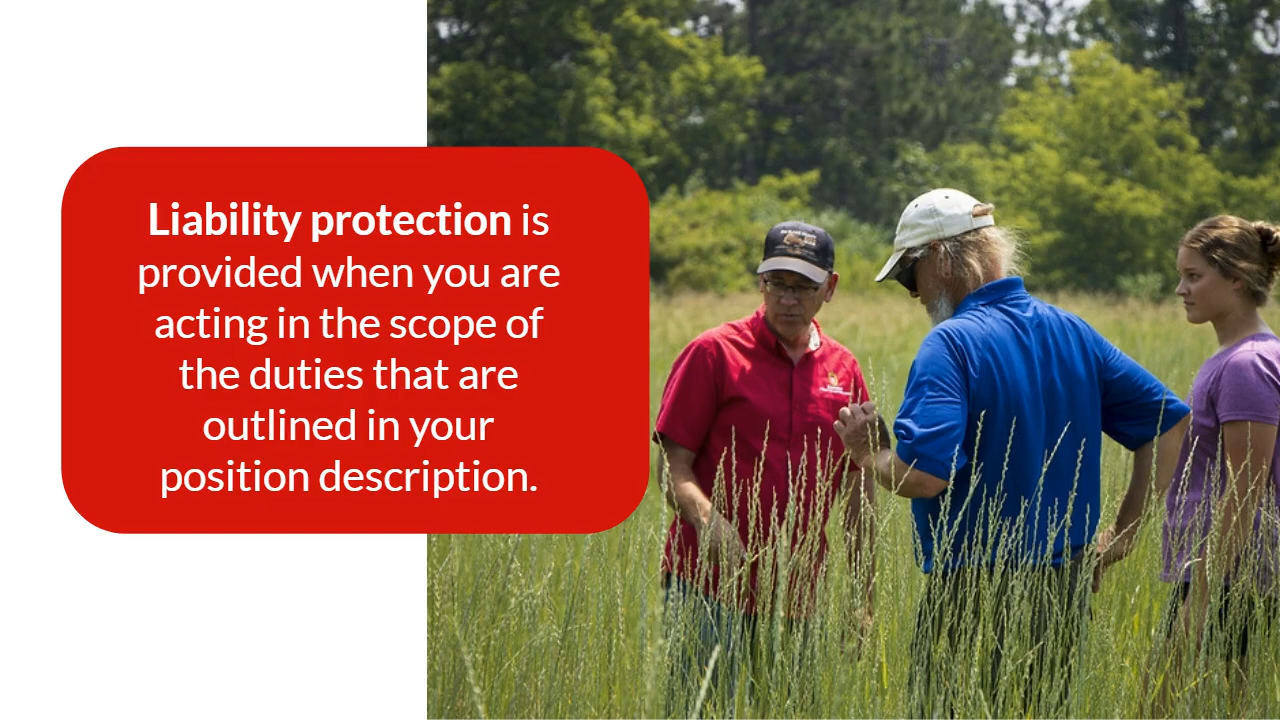 Liability protection is
provided when you are
acting in the scope of
the duties that are
outlined in your
position description.